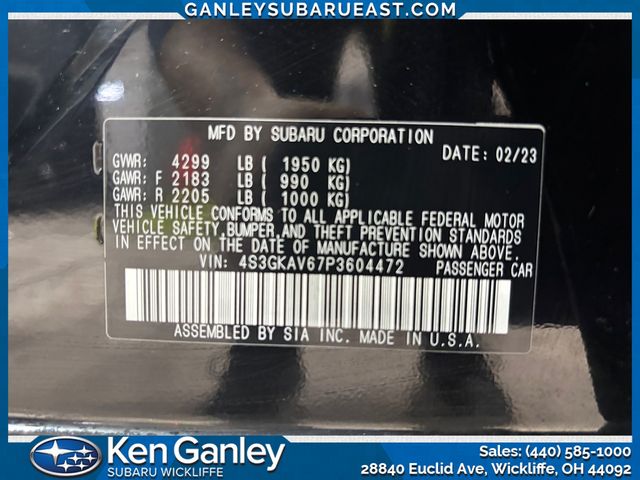 GANLEYSUBARUEAST.COM
MFD BY SUBARU CORPORATION
GVWR: 4299 LB ( 1950 KG) DATE: 02/23
GAWR: F 2183 LB ( 990 KG)
GAWR: R 2205 LB ( 1000 KG)
THIS VEHICLE CONFORMS TO ALL APPLICABLE FEDERAL MOTOR
VEHICLE SAFETY, BUMPER, AND THEFT PREVENTION STANDARDS
IN EFFECT ON THE DATE OF MANUFACTURE SHOWN ABOVE.
VIN: 4S3GKAV67P3604472 PASSENGER CAR
ASSEMBLED BY SIA INC. MADE IN U.S.A.
Ken Ganley
SUBARU WICKLIFFE
Sales: (440) 585-1000
28840 Euclid Ave, Wickliffe, OH 44092